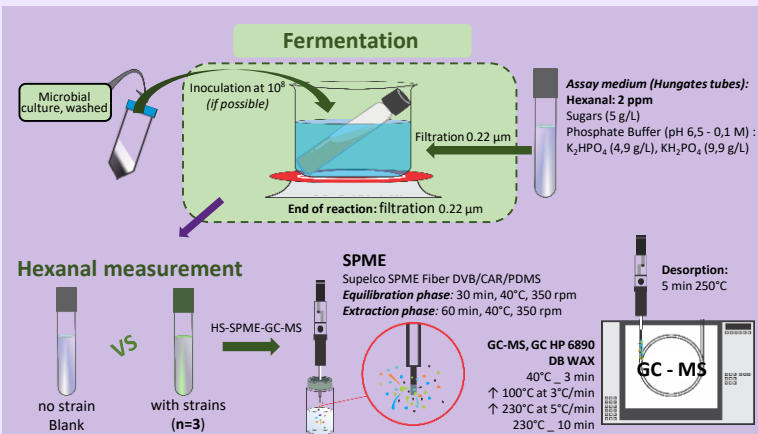 Fermentation
Microbial
culture, washed
Inoculation at 10⁸
(if possible)
Filtration 0.22 µm
End of reaction: filtration 0.22 µm
Assay medium (Hungates tubes):
Hexanal: 2 ppm
Sugars (5 g/L)
Phosphate Buffer (pH 6,5 - 0,1 M) :
K₂HPO₄ (4,9 g/L), KH₂PO₄ (9,9 g/L)
Hexanal measurement
no strain
Blank
VS
with strains
(n=3)
HS-SPME-GC-MS
SPME
Supelco SPME Fiber DVB/CAR/PDMS
Equilibration phase: 30 min, 40°C, 350 rpm
Extraction phase: 60 min, 40°C, 350 rpm
GC-MS, GC HP 6890
DB WAX
40°C _ 3 min
↑ 100°C at 3°C/min
↑ 230°C at 5°C/min
230°C _ 10 min
Desorption:
5 min 250°C
GC - MS